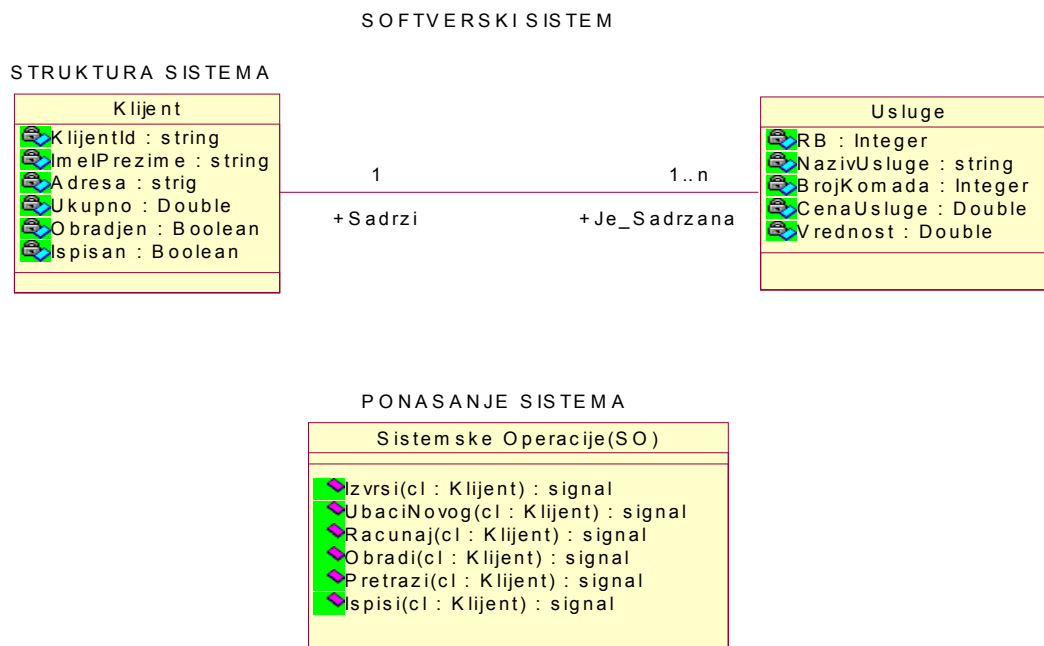 SOFTVERSKI SISTEM
STRUKTURA SISTEMA
Klijent
KlijentId : string
ImeIPrezime : string
Adresa : strig
Ukupno : Double
Obradjen : Boolean
Ispisan : Boolean
1
1..n
+Sadrzi
+Je_Sadrzana
Usluge
RB : Integer
NazivUsluge : string
BrojKomada : Integer
CenaUsluge : Double
Vrednost : Double
PONASANJE SISTEMA
Sistemske Operacije(SO)
Izvrsi(cl : Klijent) : signal
UbaciNovog(cl : Klijent) : signal
Racunaj(cl : Klijent) : signal
Obradi(cl : Klijent) : signal
Pretrazi(cl : Klijent) : signal
Ispisi(cl : Klijent) : signal